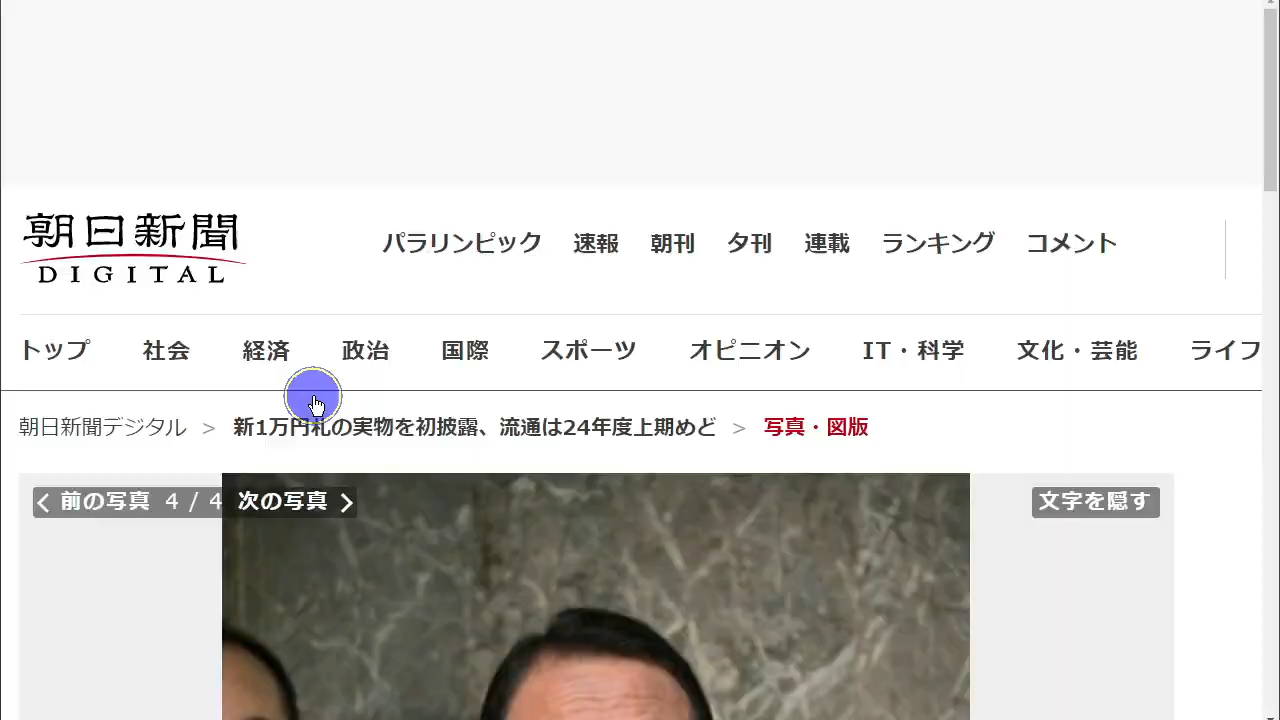 朝日新聞
DIGITAL
パラリンピック 速報 朝刊 夕刊 連載 ランキング コメント
トップ 社会 経済 政治 国際 スポーツ オピニオン IT・科学 文化・芸能 ライフ
朝日新聞デジタル > 新1万円札の実物を初披露、流通は24年度上期めど > 写真・図版
前の写真 4 / 4 次の写真 文字を隠す